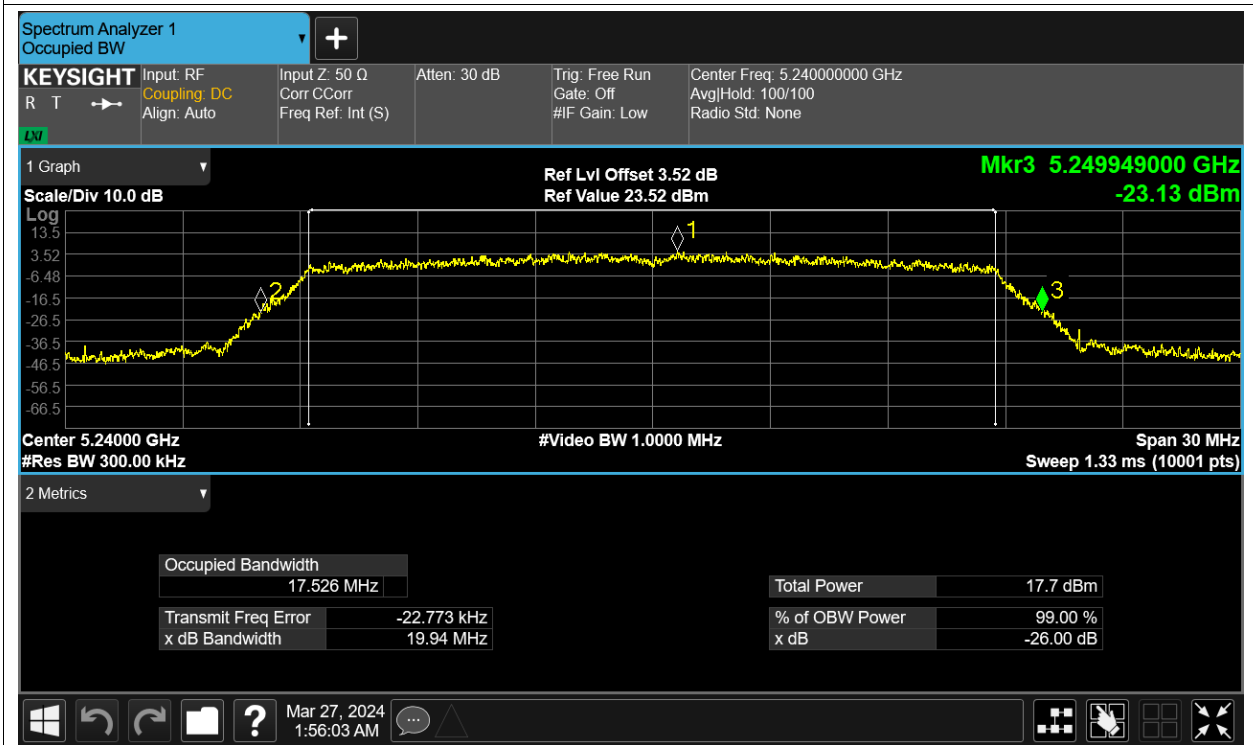 Spectrum Analyzer 1
Occupied BW
KEYSIGHT
R T
LXI
Input: RF
Coupling: DC
Align: Auto
Input Z: 50 Ω
Corr CCorr
Freq Ref: Int (S)
Atten: 30 dB
Trig: Free Run
Gate: Off
#IF Gain: Low
Center Freq: 5.240000000 GHz
Avg|Hold: 100/100
Radio Std: None
1 Graph
Scale/Div 10.0 dB
Ref Lvl Offset 3.52 dB
Ref Value 23.52 dBm
Mkr3 5.249949000 GHz
-23.13 dBm
Log
13.5
3.52
-6.48
-16.5
-26.5
-36.5
-46.5
-56.5
-66.5
1
2
3
Center 5.24000 GHz
#Video BW 1.0000 MHz
Span 30 MHz
#Res BW 300.00 kHz
Sweep 1.33 ms (10001 pts)
2 Metrics
Occupied Bandwidth
17.526 MHz
Total Power 17.7 dBm
Transmit Freq Error -22.773 kHz
% of OBW Power 99.00 %
x dB Bandwidth 19.94 MHz
x dB -26.00 dB
?
Mar 27, 2024
1:56:03 AM